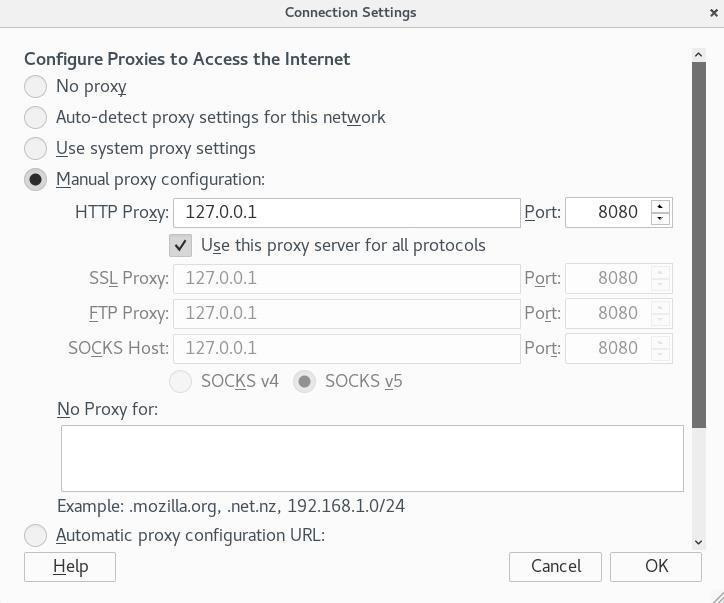 Connection Settings ×
Configure Proxies to Access the Internet
No proxy
Auto-detect proxy settings for this network
Use system proxy settings
Manual proxy configuration:
HTTP Proxy: 127.0.0.1 Port: 8080
Use this proxy server for all protocols
SSL Proxy: 127.0.0.1 Port: 8080
FTP Proxy: 127.0.0.1 Port: 8080
SOCKS Host: 127.0.0.1 Port: 8080
SOCKS v4 SOCKS v5
No Proxy for:
Example: .mozilla.org, .net.nz, 192.168.1.0/24
Automatic proxy configuration URL:
Help Cancel OK